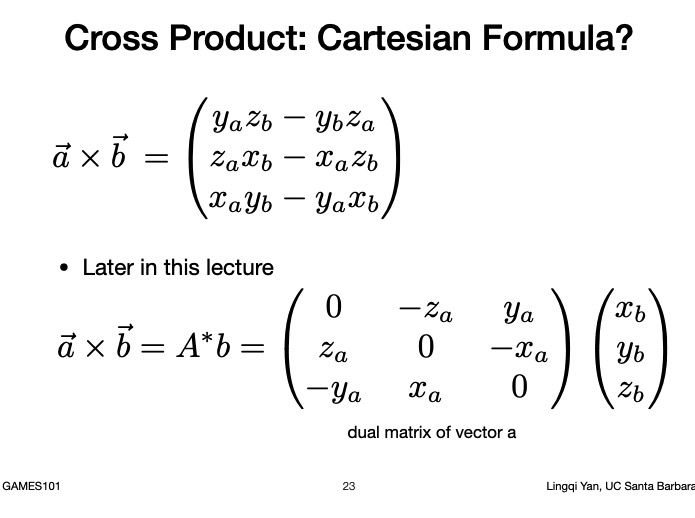 Cross Product: Cartesian Formula?
\vec{a} \times \vec{b} = \begin{pmatrix} y_a z_b - y_b z_a \\ z_a x_b - x_a z_b \\ x_a y_b - y_a x_b \end{pmatrix}
• Later in this lecture
\vec{a} \times \vec{b} = A^* b = \begin{pmatrix} 0 & -z_a & y_a \\ z_a & 0 & -x_a \\ -y_a & x_a & 0 \end{pmatrix} \begin{pmatrix} x_b \\ y_b \\ z_b \end{pmatrix}
dual matrix of vector a
GAMES101 23 Lingqi Yan, UC Santa Barbara